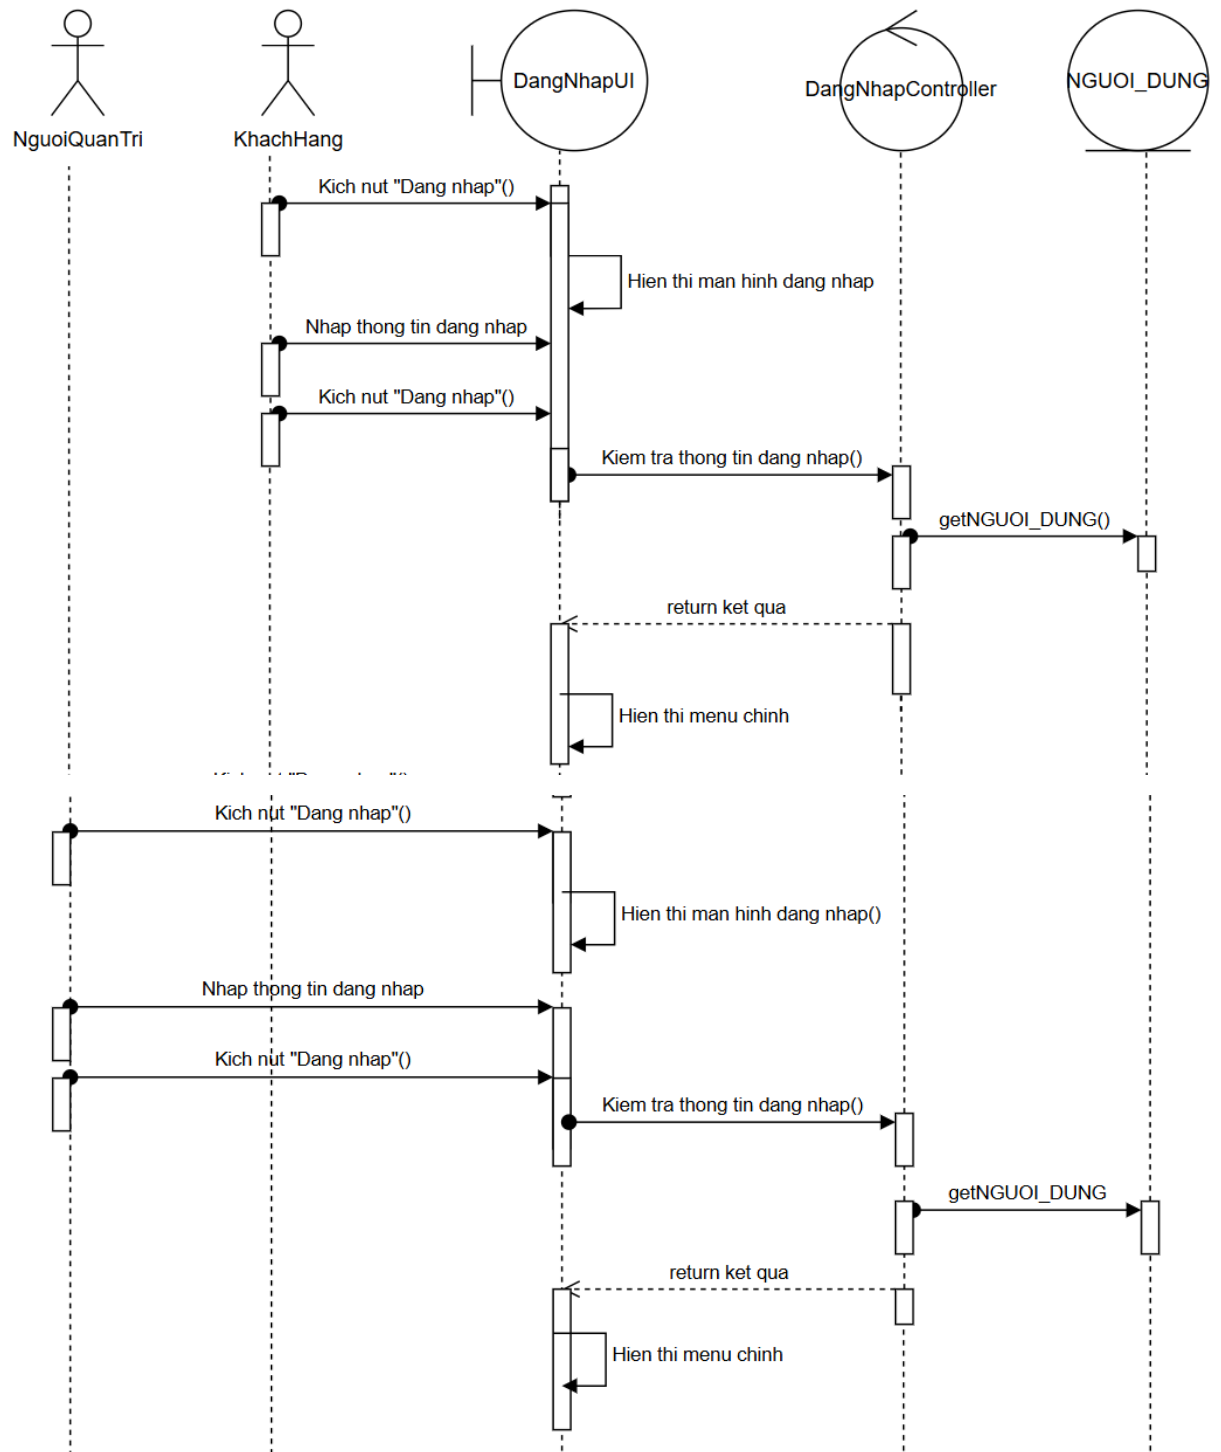 NguoiQuanTri
KhachHang
DangNhapUI
DangNhapController
NGUOI_DUNG
Kich nut "Dang nhap"()
Hien thi man hinh dang nhap
Nhap thong tin dang nhap
Kich nut "Dang nhap"()
Kiem tra thong tin dang nhap()
getNGUOI_DUNG()
return ket qua
Hien thi menu chinh
Kich nut "Dang nhap"()
Hien thi man hinh dang nhap()
Nhap thong tin dang nhap
Kich nut "Dang nhap"()
Kiem tra thong tin dang nhap()
getNGUOI_DUNG
return ket qua
Hien thi menu chinh